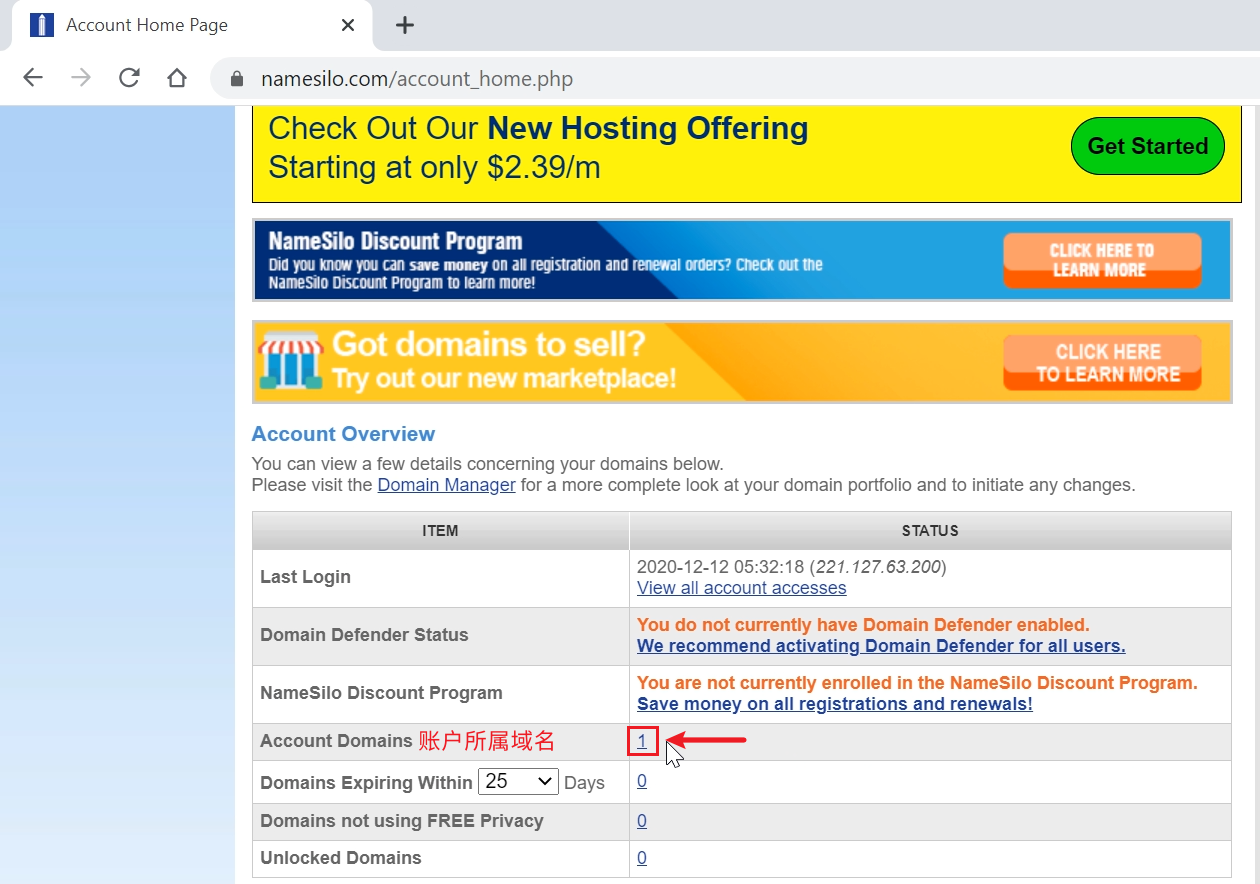 Account Home Page
namesilo.com/account_home.php
Check Out Our New Hosting Offering
Starting at only $2.39/m
Get Started
NameSilo Discount Program
Did you know you can save money on all registration and renewal orders? Check out the
NameSilo Discount Program to learn more!
CLICK HERE TO
LEARN MORE
Got domains to sell?
Try out our new marketplace!
CLICK HERE
TO LEARN MORE
Account Overview
You can view a few details concerning your domains below.
Please visit the Domain Manager for a more complete look at your domain portfolio and to initiate any changes.
ITEM STATUS
Last Login
2020-12-12 05:32:18 (221.127.63.200)
View all account accesses
Domain Defender Status
You do not currently have Domain Defender enabled.
We recommend activating Domain Defender for all users.
NameSilo Discount Program
You are not currently enrolled in the NameSilo Discount Program.
Save money on all registrations and renewals!
Account Domains 账户所属域名 1
Domains Expiring Within 25 Days 0
Domains not using FREE Privacy 0
Unlocked Domains 0